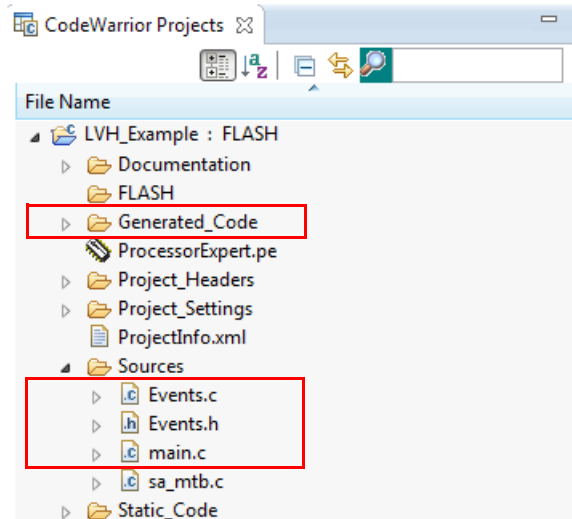 CodeWarrior Projects
File Name
LVH_Example : FLASH
Documentation
FLASH
Generated_Code
ProcessorExpert.pe
Project_Headers
Project_Settings
ProjectInfo.xml
Sources
.c Events.c
.h Events.h
.c main.c
.c sa_mtb.c
Static_Code